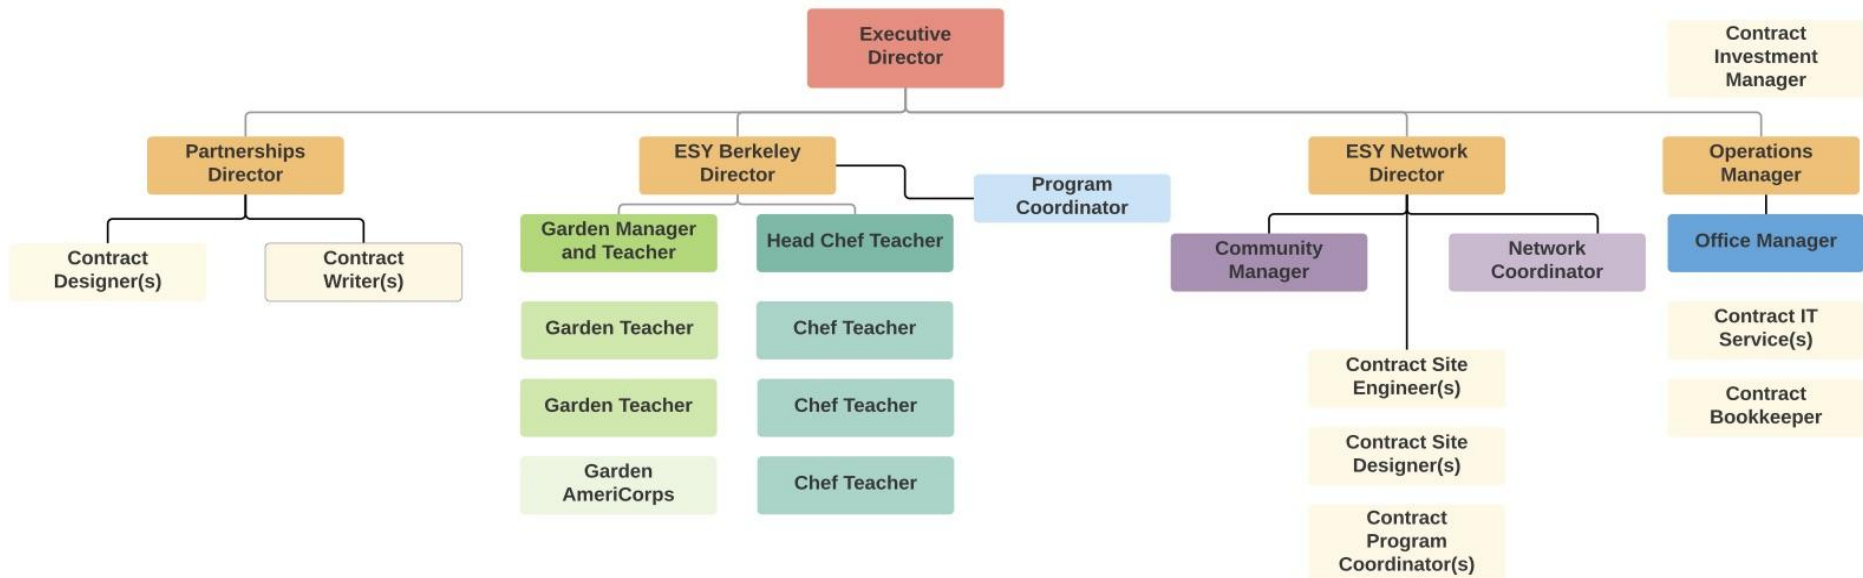 Executive
Director
Contract
Investment
Manager
Partnerships
Director
ESY Berkeley
Director
ESY Network
Director
Operations
Manager
Program
Coordinator
Contract
Designer(s)
Contract
Writer(s)
Garden Manager
and Teacher
Head Chef Teacher
Community
Manager
Network
Coordinator
Office Manager
Garden Teacher
Chef Teacher
Contract IT
Service(s)
Contract Site
Engineer(s)
Garden Teacher
Chef Teacher
Contract
Bookkeeper
Contract Site
Designer(s)
Garden
AmeriCorps
Chef Teacher
Contract
Program
Coordinator(s)